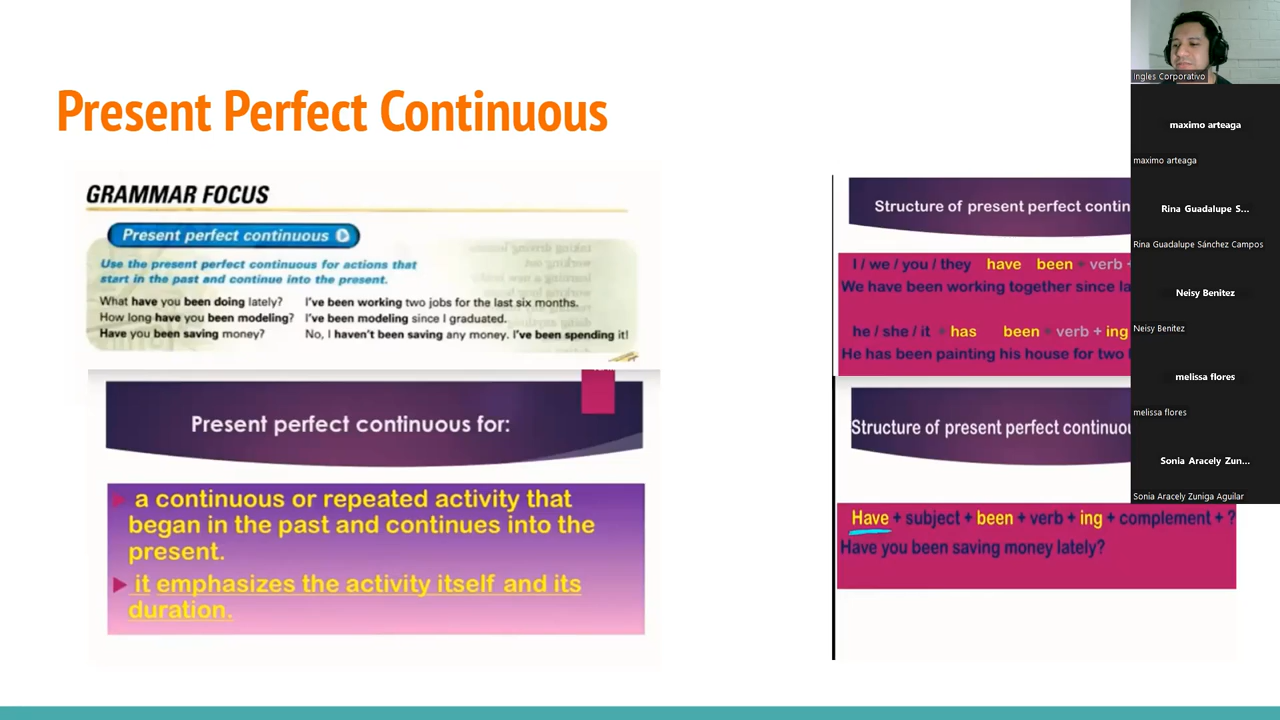 Present Perfect Continuous
GRAMMAR FOCUS
Present perfect continuous
Use the present perfect continuous for actions that
start in the past and continue into the present.
What have you been doing lately? I've been working two jobs for the last six months.
How long have you been modeling? I've been modeling since I graduated.
Have you been saving money? No, I haven't been saving any money. I've been spending it!
Present perfect continuous for:
a continuous or repeated activity that
began in the past and continues into the
present.
it emphasizes the activity itself and its
duration.
Structure of present perfect contin
I / we / you / they have been + verb +
We have been working together since la
he / she / it + has been + verb + ing
He has been painting his house for two
Structure of present perfect continuou
Have + subject + been + verb + ing + complement + ?
Have you been saving money lately?
Ingles Corporativo
maximo arteaga
maximo arteaga
Rina Guadalupe S...
Rina Guadalupe Sánchez Campos
Neisy Benitez
Neisy Benitez
melissa flores
melissa flores
Sonia Aracely Zun...
Sonia Aracely Zuniga Aguilar